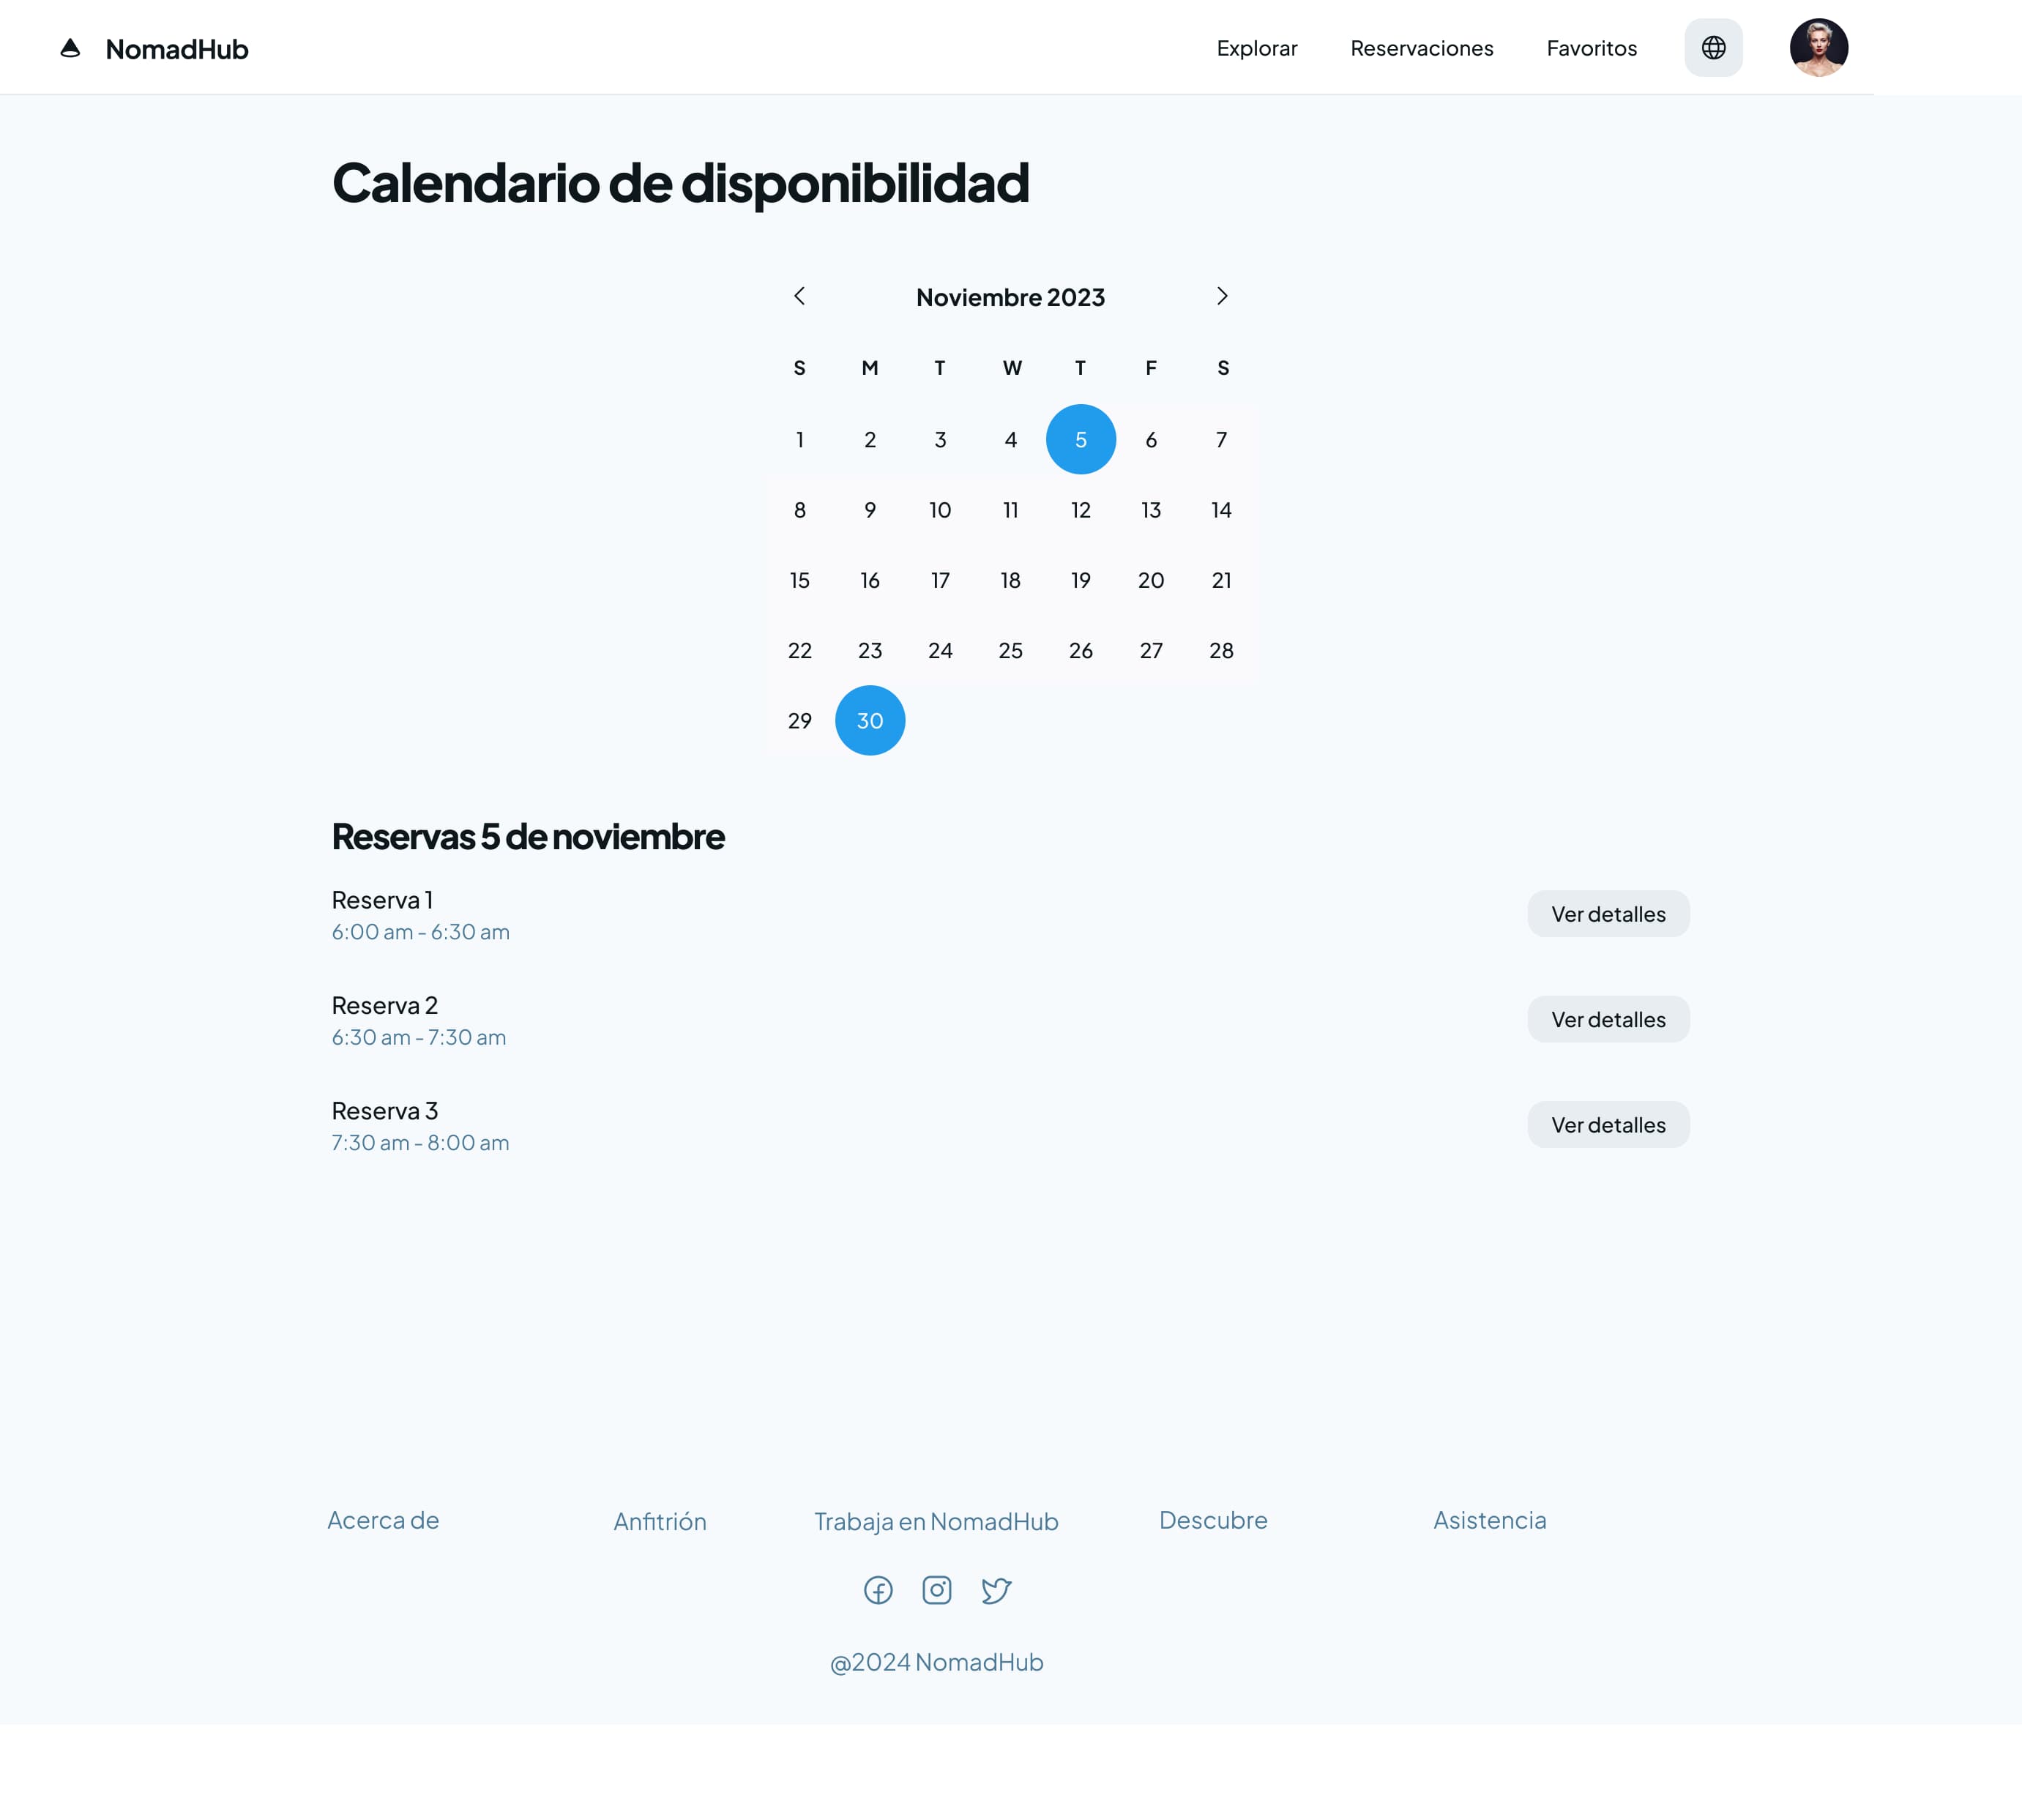 NomadHub
Explorar Reservaciones Favoritos
Calendario de disponibilidad
Noviembre 2023
S M T W T F S
1 2 3 4 5 6 7
8 9 10 11 12 13 14
15 16 17 18 19 20 21
22 23 24 25 26 27 28
29 30
Reservas 5 de noviembre
Reserva 1
6:00 am - 6:30 am
Ver detalles
Reserva 2
6:30 am - 7:30 am
Ver detalles
Reserva 3
7:30 am - 8:00 am
Ver detalles
Acerca de Anfitrión Trabaja en NomadHub Descubre Asistencia
@2024 NomadHub